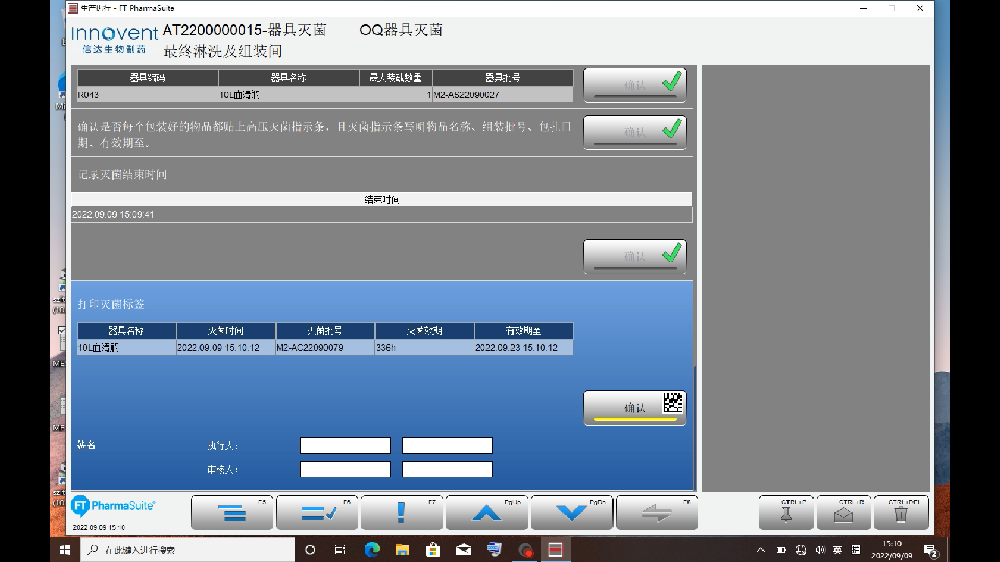 生产执行 - FT PharmaSuite
Innovent
信达生物制药
AT2200000015-器具灭菌 - OQ器具灭菌
最终淋洗及组装间
器具编码 器具名称 最大装载数量 器具批号
R043 10L血清瓶 1 M2-AS22090027
确认
确认是否每个包装好的物品都贴上高压灭菌指示条，且灭菌指示条写明物品名称、组装批号、包扎日
期、有效期至。
确认
记录灭菌结束时间
结束时间
2022.09.09 15:09:41
确认
打印灭菌标签
器具名称 灭菌时间 灭菌批号 灭菌效期 有效期至
10L血清瓶 2022.09.09 15:10:12 M2-AC22090079 336h 2022.09.23 15:10:12
确认
签名 执行人：
审核人：
FT PharmaSuite®
2022.09.09 15:10
F5 F6 F7 PgUp PgDn F8 CTRL+P CTRL+R CTRL+DEL
在此键入进行搜索
英 拼
15:10
2022/09/09
2
szit
(10.
ME
ME
szit
(10.